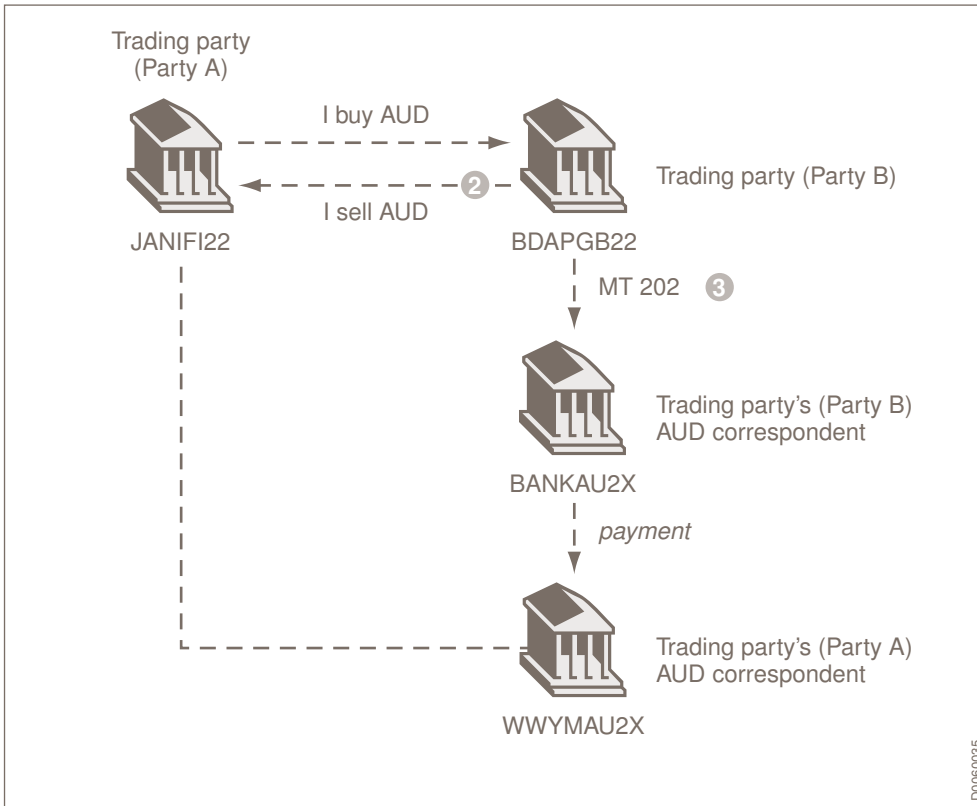 Trading party
(Party A)
I buy AUD
2
I sell AUD
JANIFI22
BDAPGB22
Trading party (Party B)
MT 202 3
BANKAU2X
Trading party's (Party B)
AUD correspondent
payment
WWYMAU2X
Trading party's (Party A)
AUD correspondent
D0060035